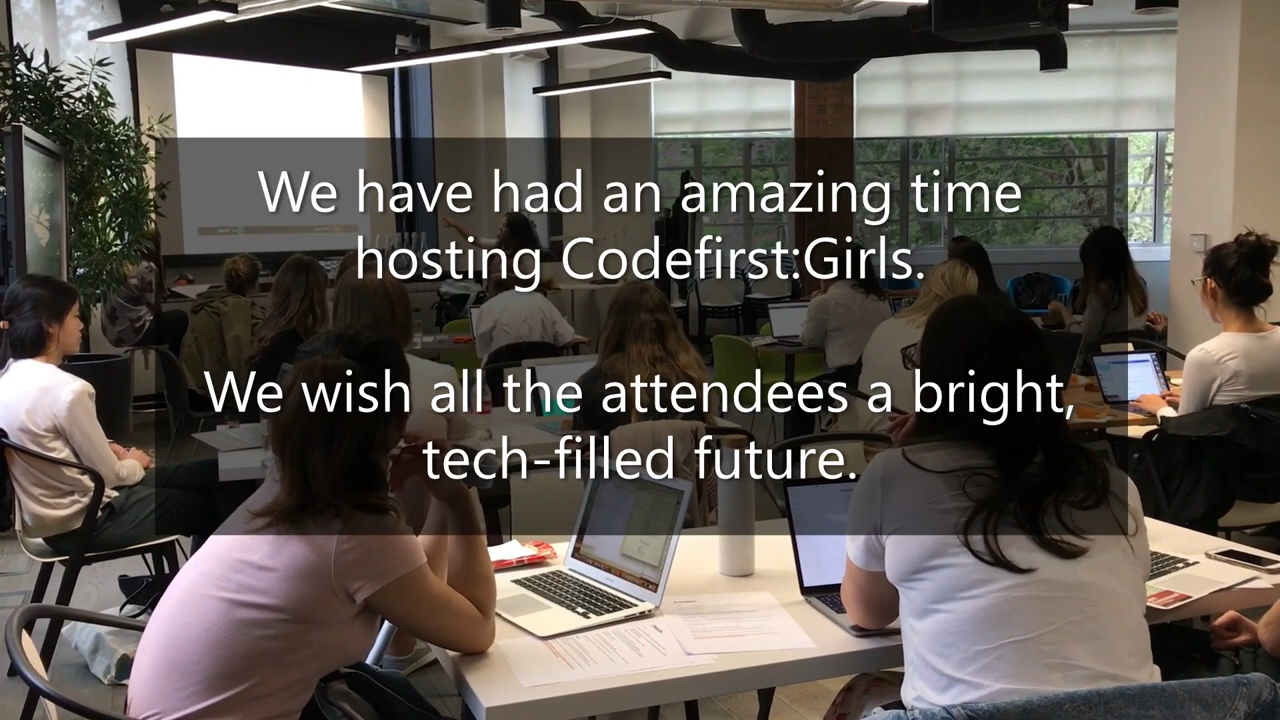 We have had an amazing time
hosting Codefirst:Girls.
We wish all the attendees a bright,
tech-filled future.